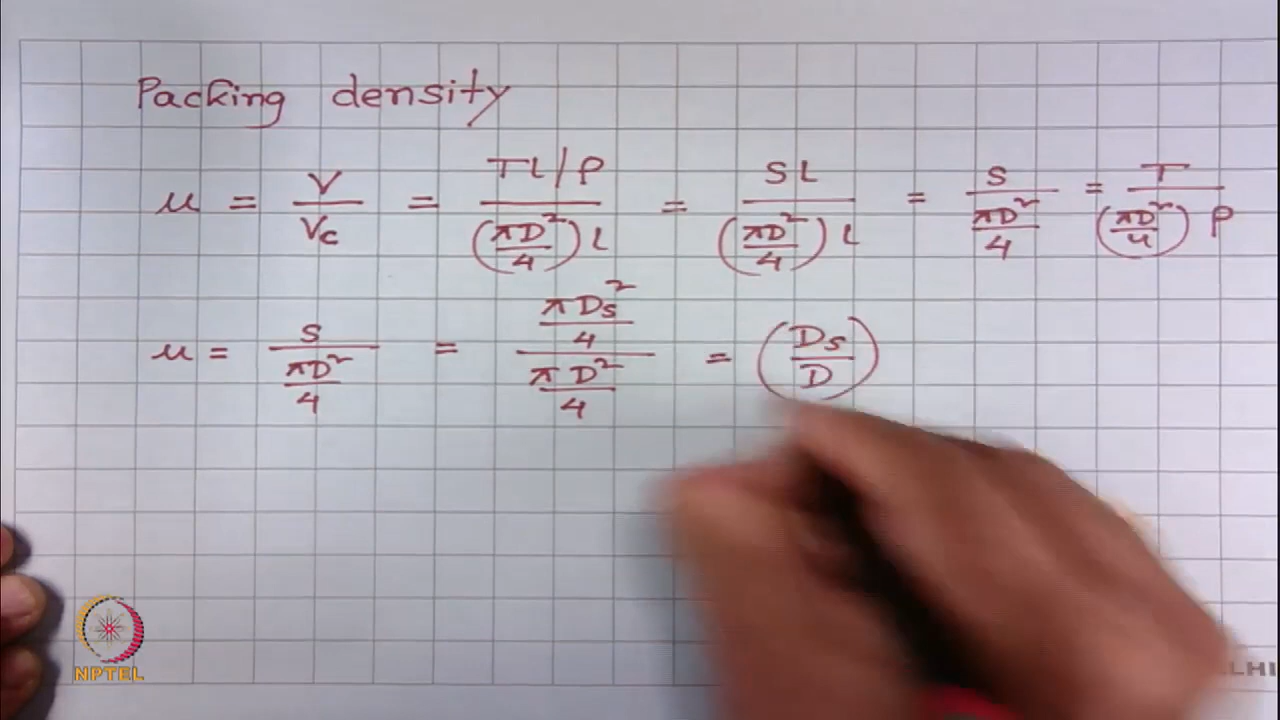 Packing density
μ = V / Vc = (TL/ρ) / ((πD²/4) L) = SL / ((πD²/4) L) = S / (πD²/4) = T / ((πD²/4) ρ)
μ = S / (πD²/4) = (πDs²/4) / (πD²/4) = (Ds/D)
NPTEL
LHI